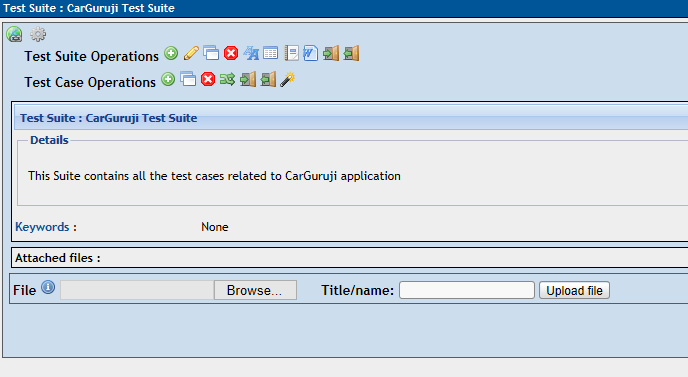 Test Suite : CarGuruji Test Suite
Test Suite Operations
Test Case Operations
Test Suite : CarGuruji Test Suite
Details
This Suite contains all the test cases related to CarGuruji application
Keywords : None
Attached files :
File Browse... Title/name: Upload file